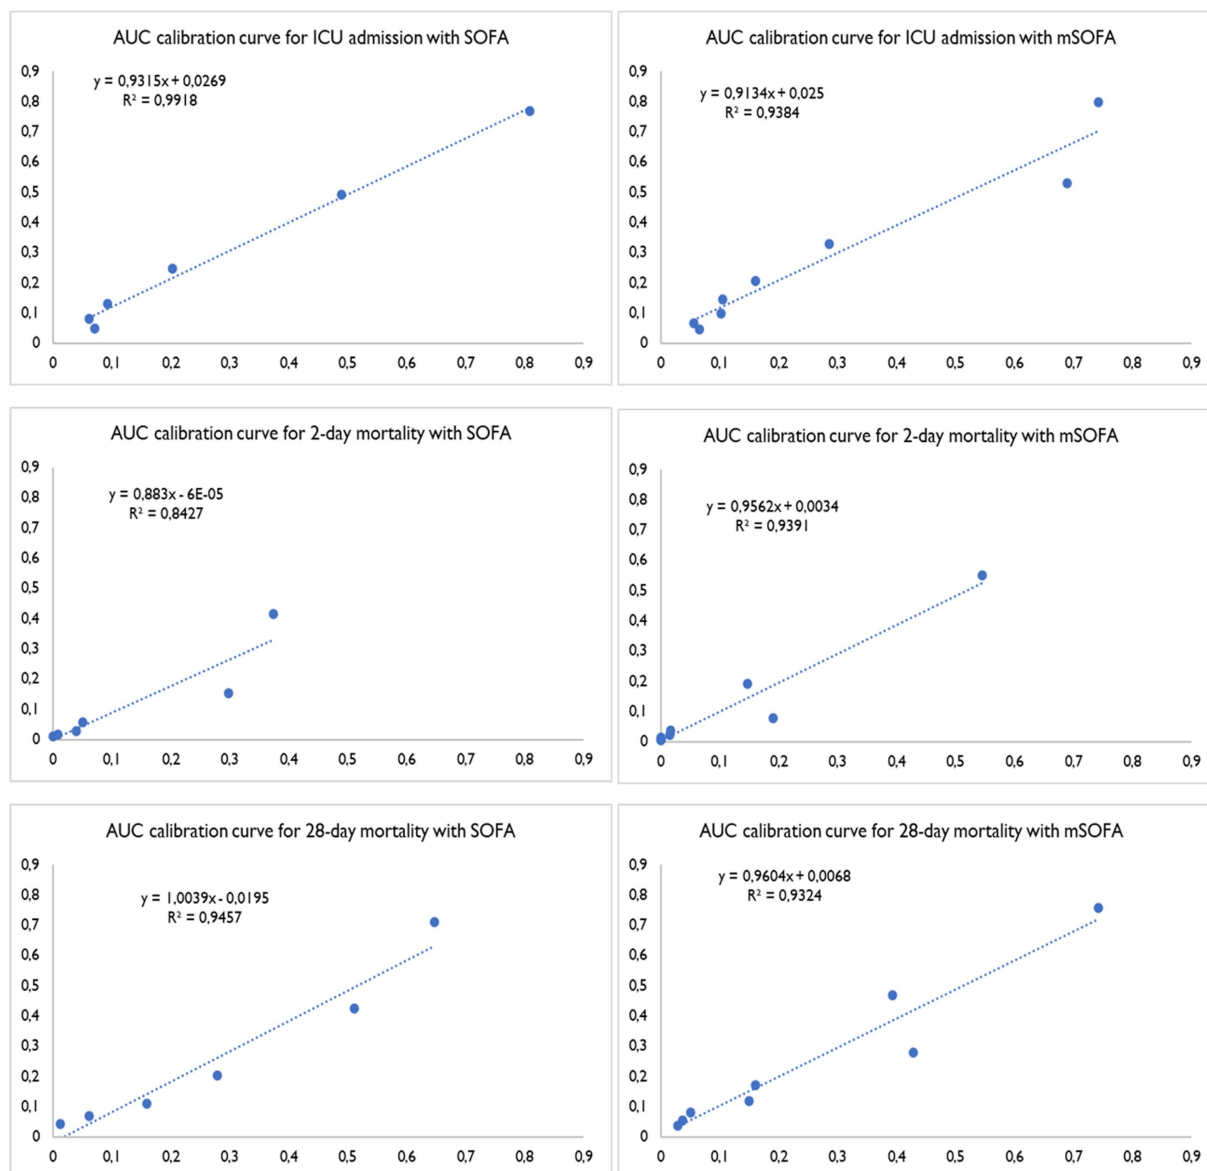 AUC calibration curve for ICU admission with SOFA
y = 0,9315x + 0,0269
R² = 0,9918
0,9
0,8
0,7
0,6
0,5
0,4
0,3
0,2
0,1
0
0 0,1 0,2 0,3 0,4 0,5 0,6 0,7 0,8 0,9
AUC calibration curve for ICU admission with mSOFA
y = 0,9134x + 0,025
R² = 0,9384
0,9
0,8
0,7
0,6
0,5
0,4
0,3
0,2
0,1
0
0 0,1 0,2 0,3 0,4 0,5 0,6 0,7 0,8 0,9
AUC calibration curve for 2-day mortality with SOFA
y = 0,883x - 6E-05
R² = 0,8427
0,9
0,8
0,7
0,6
0,5
0,4
0,3
0,2
0,1
0
0 0,1 0,2 0,3 0,4 0,5 0,6 0,7 0,8 0,9
AUC calibration curve for 2-day mortality with mSOFA
y = 0,9562x + 0,0034
R² = 0,9391
0,9
0,8
0,7
0,6
0,5
0,4
0,3
0,2
0,1
0
0 0,1 0,2 0,3 0,4 0,5 0,6 0,7 0,8 0,9
AUC calibration curve for 28-day mortality with SOFA
y = 1,0039x - 0,0195
R² = 0,9457
0,9
0,8
0,7
0,6
0,5
0,4
0,3
0,2
0,1
0
0 0,1 0,2 0,3 0,4 0,5 0,6 0,7 0,8 0,9
AUC calibration curve for 28-day mortality with mSOFA
y = 0,9604x + 0,0068
R² = 0,9324
0,9
0,8
0,7
0,6
0,5
0,4
0,3
0,2
0,1
0
0 0,1 0,2 0,3 0,4 0,5 0,6 0,7 0,8 0,9